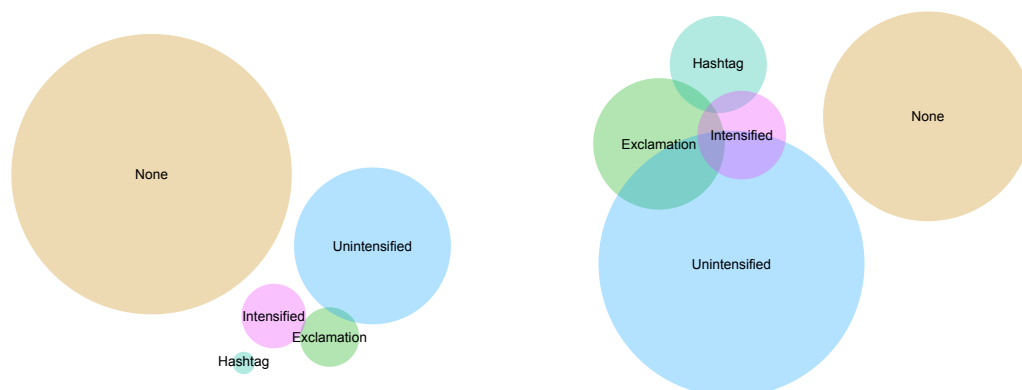 None
Unintensified
Intensified
Exclamation
Hashtag
Hashtag
Exclamation
Intensified
None
Unintensified